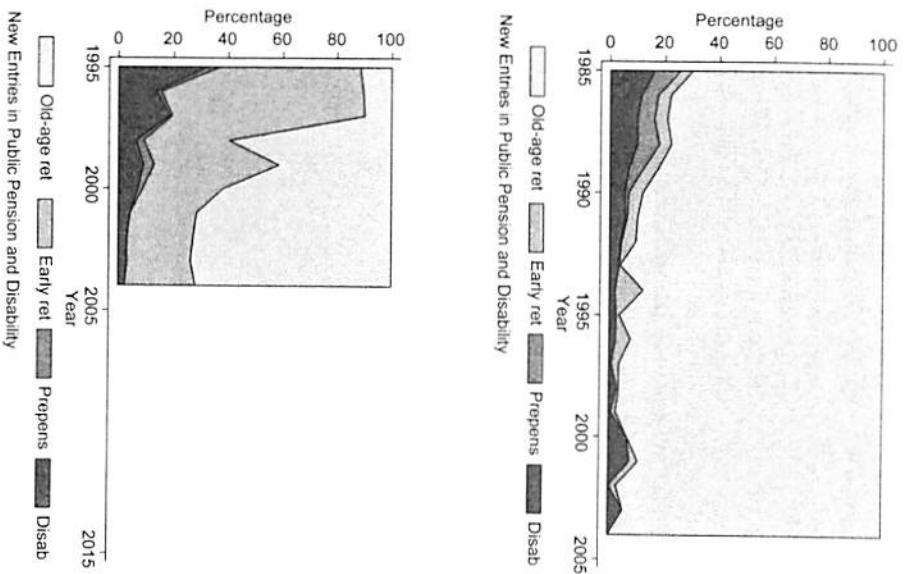 Percentage
100
80
60
40
20
0
1985
1990
1995
2000
2005
Year
Old-age ret
Early ret
Prepens
Disab
New Entries in Public Pension and Disability
Percentage
100
80
60
40
20
0
1995
2000
2005
2015
Year
Old-age ret
Early ret
Prepens
Disab
New Entries in Public Pension and Disability